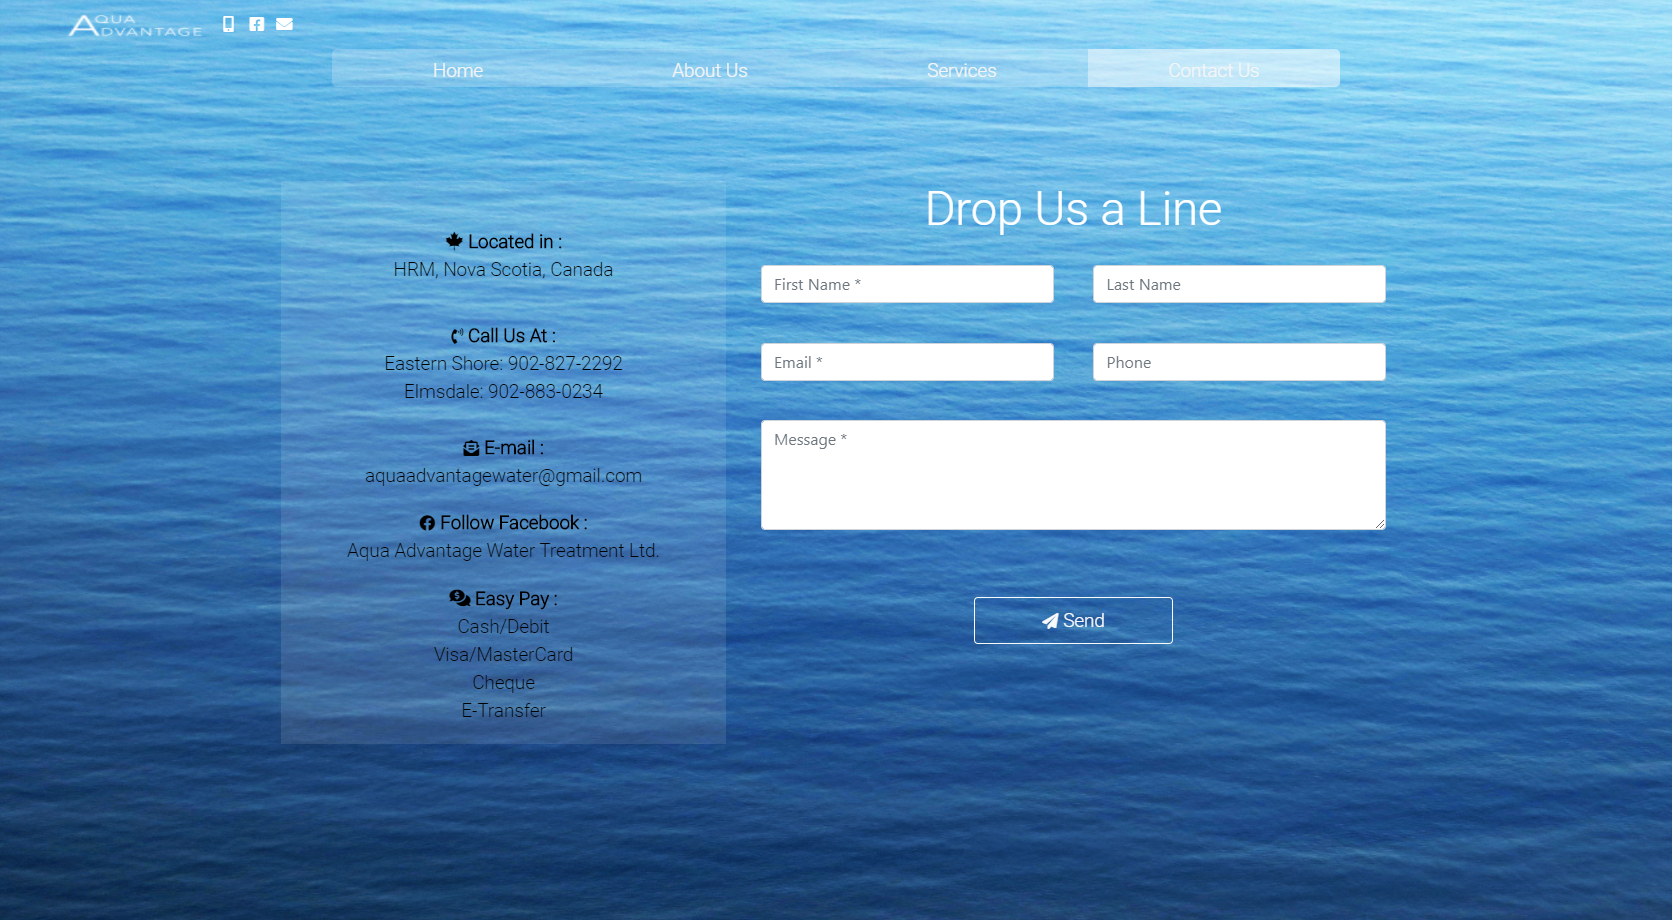 AQUA
ADVANTAGE
Home
About Us
Services
Contact Us
Located in :
HRM, Nova Scotia, Canada
Call Us At :
Eastern Shore: 902-827-2292
Elmsdale: 902-883-0234
E-mail :
aquaadvantagewater@gmail.com
Follow Facebook :
Aqua Advantage Water Treatment Ltd.
Easy Pay :
Cash/Debit
Visa/MasterCard
Cheque
E-Transfer
Drop Us a Line
First Name *
Last Name
Email *
Phone
Message *
Send